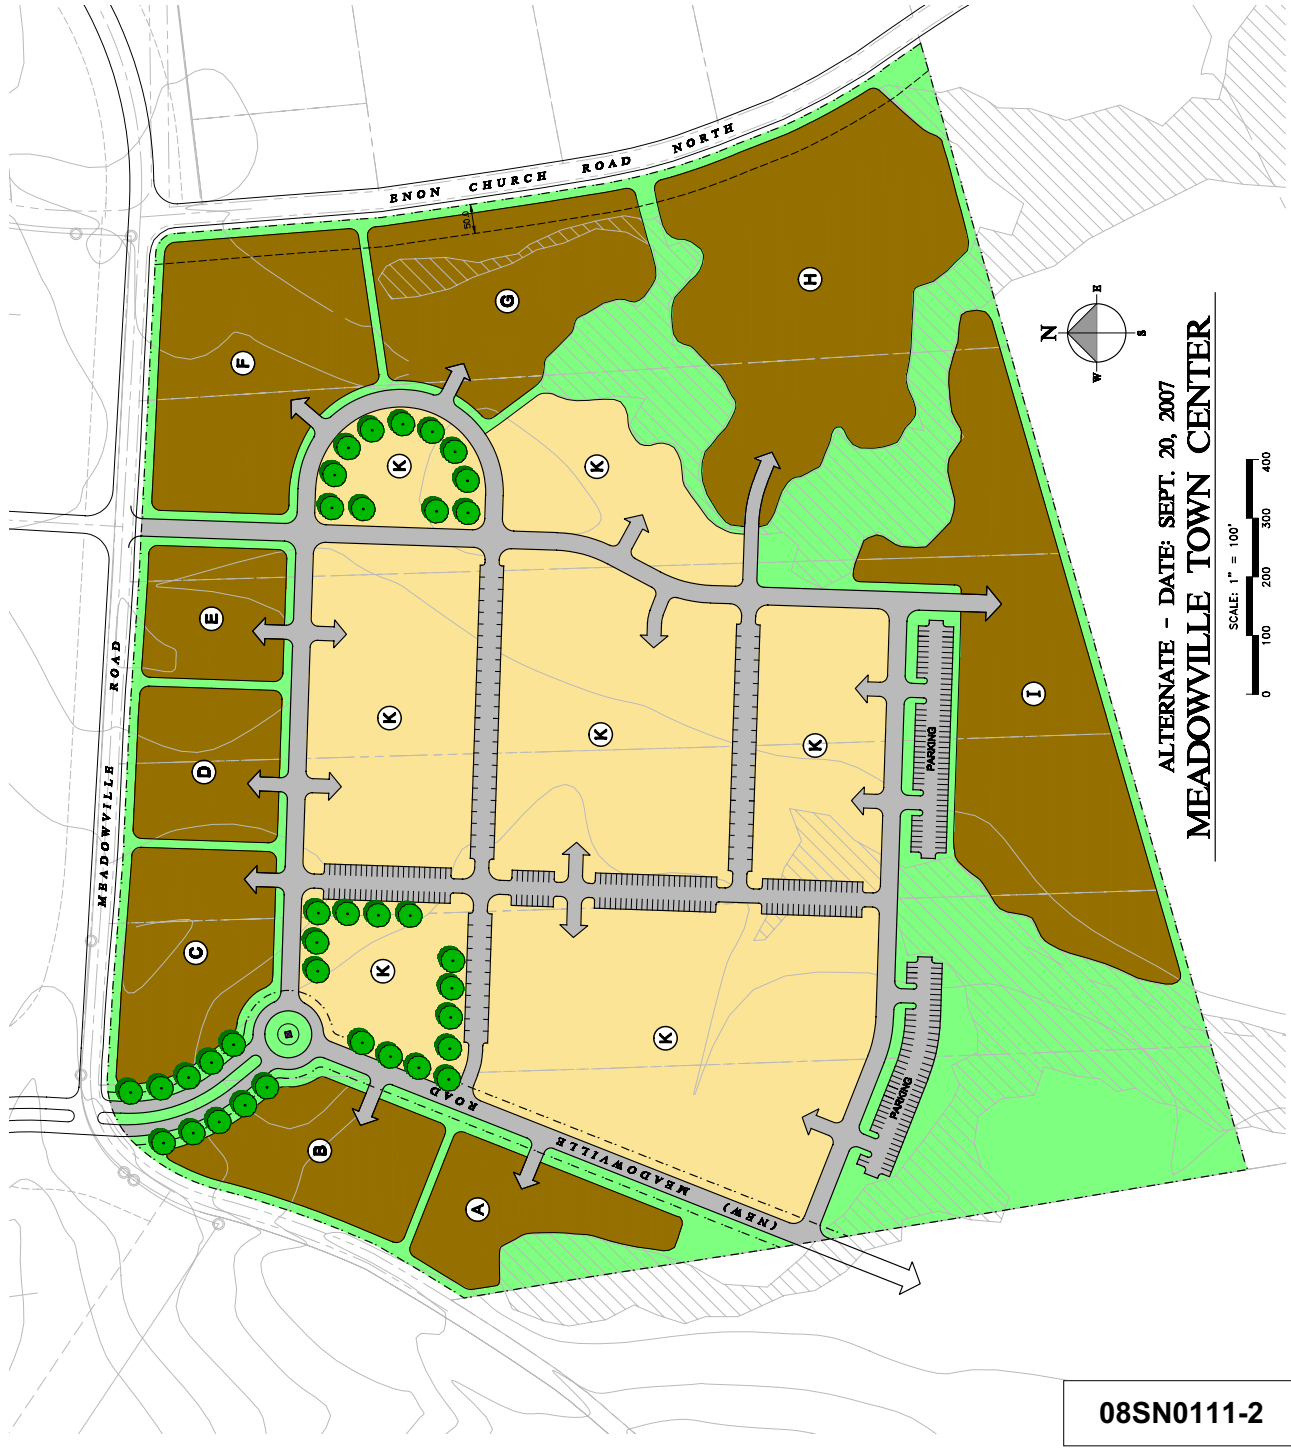 MEADOWVILLE ROAD
ENON CHURCH ROAD NORTH
50.0
F
G
H
E
D
C
K
K
K
K
K
K
K
I
B
A
PARKING
PARKING
(NEW) MEADOWVILLE ROAD
N
E
S
W
ALTERNATE - DATE: SEPT. 20, 2007
MEADOWVILLE TOWN CENTER
SCALE: 1" = 100'
0 100 200 300 400
08SN0111-2